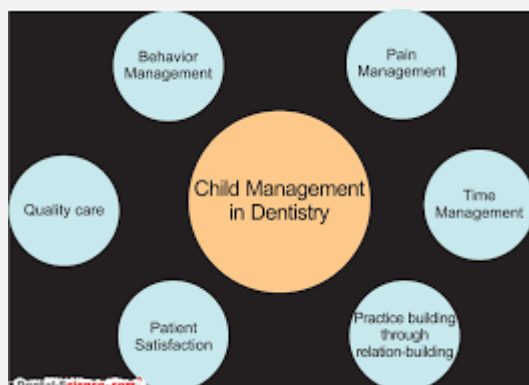 Behavior
Management
Pain
Management
Child Management
in Dentistry
Quality care
Time
Management
Patient
Satisfaction
Practice building
through
relation-building